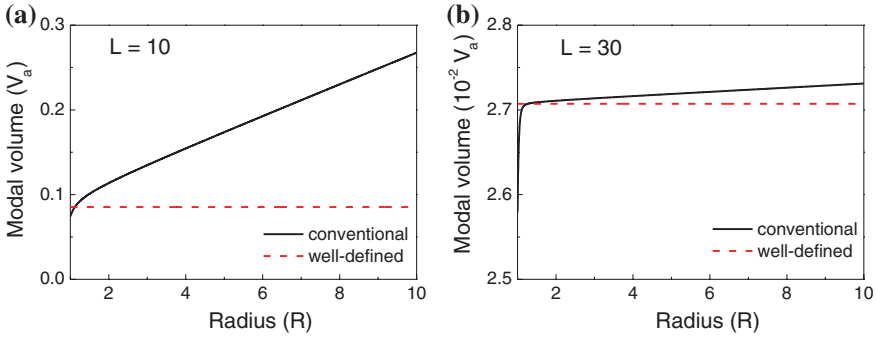 (a)
L = 10
Modal volume (Vₐ)
0.3
0.2
0.1
0.0
2 4 6 8 10
Radius (R)
conventional
well-defined
(b)
L = 30
Modal volume (10⁻² Vₐ)
2.8
2.7
2.6
2.5
2 4 6 8 10
Radius (R)
conventional
well-defined